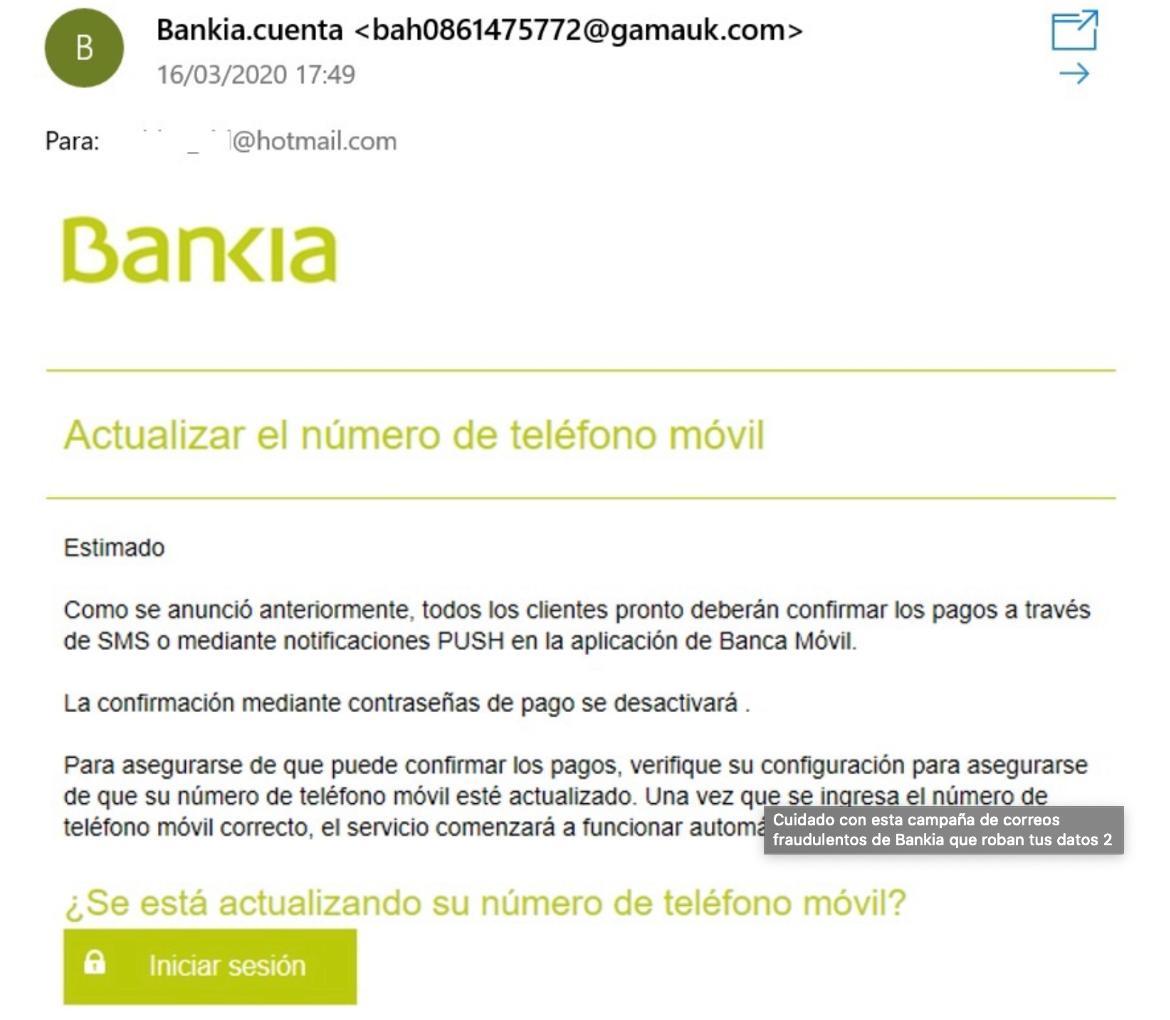 B
Bankia.cuenta <bah0861475772@gamauk.com>
16/03/2020 17:49
Para: @hotmail.com
Bankia
Actualizar el número de teléfono móvil
Estimado
Como se anunció anteriormente, todos los clientes pronto deberán confirmar los pagos a través
de SMS o mediante notificaciones PUSH en la aplicación de Banca Móvil.
La confirmación mediante contraseñas de pago se desactivará .
Para asegurarse de que puede confirmar los pagos, verifique su configuración para asegurarse
de que su número de teléfono móvil esté actualizado. Una vez que se ingresa el número de
teléfono móvil correcto, el servicio comenzará a funcionar
Cuidado con esta campaña de correos
fraudulentos de Bankia que roban tus datos 2
¿Se está actualizando su número de teléfono móvil?
Iniciar sesión